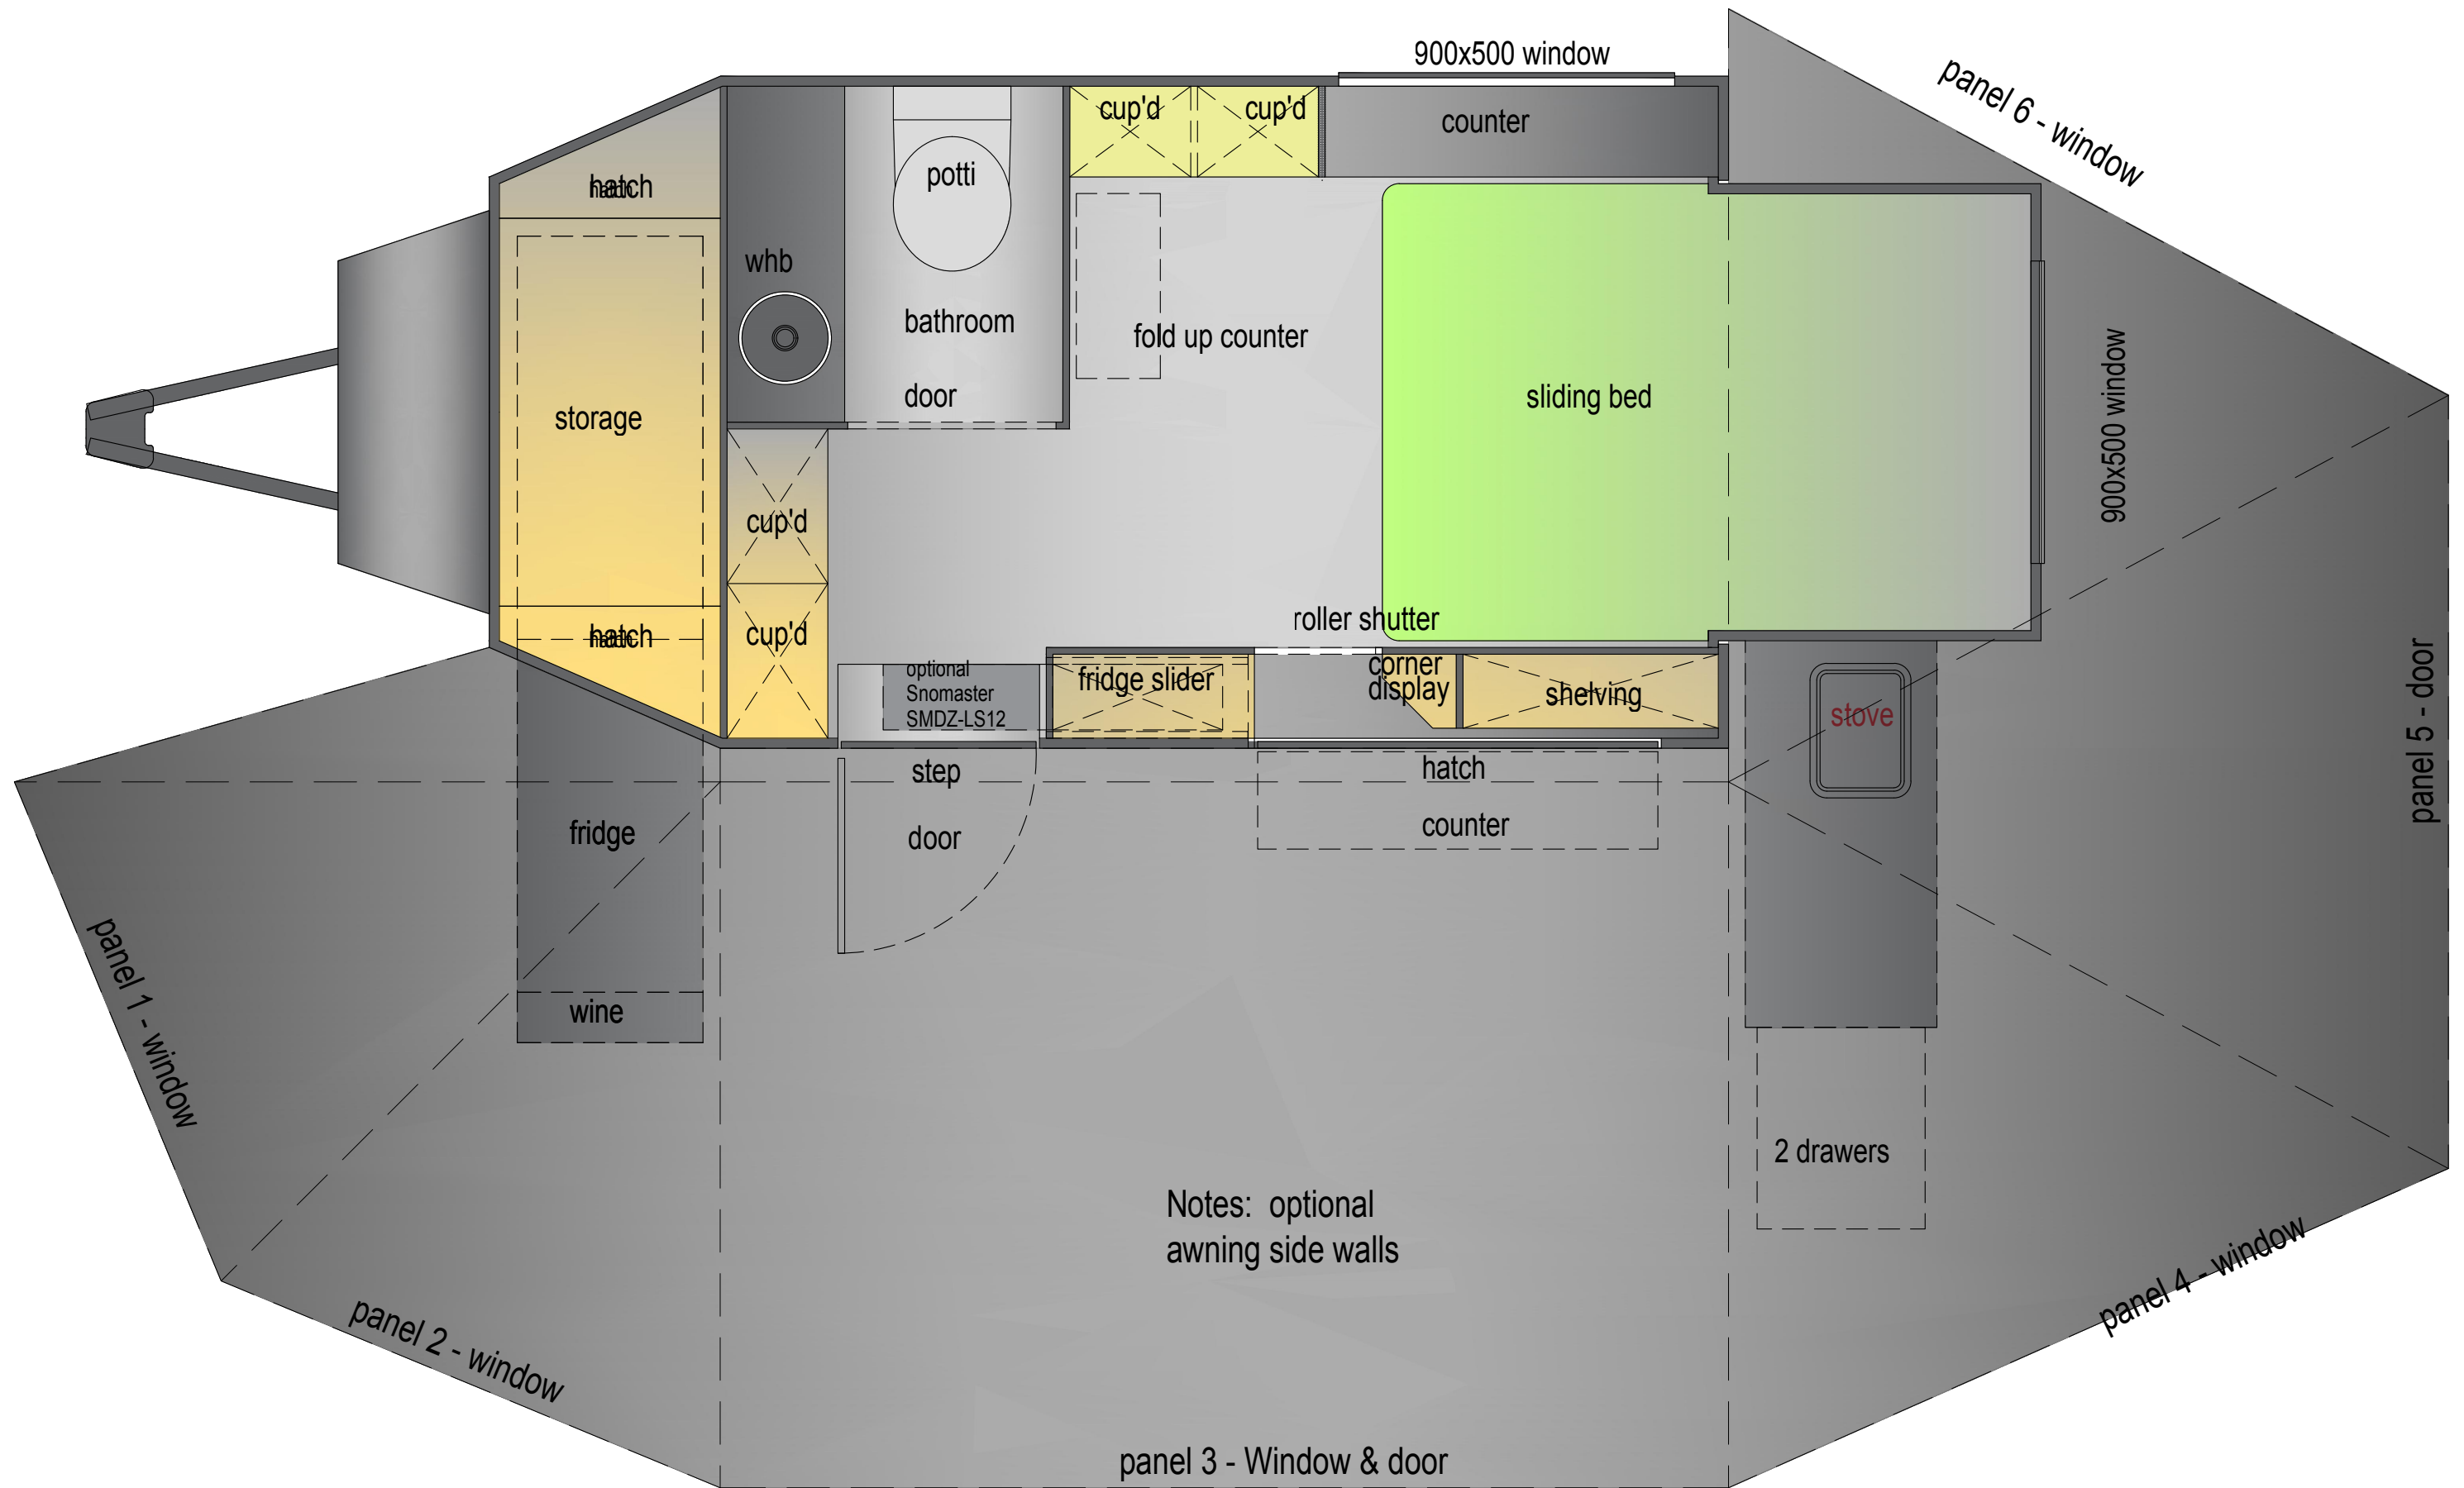 900x500 window
panel 6 - window
cup'd
cup'd
counter
hatch
potti
whb
bathroom
fold up counter
door
sliding bed
storage
900x500 window
cup'd
roller shutter
hatch
cup'd
optional
Snomaster
SMDZ-LS12
fridge slider
corner
display
shelving
stove
panel 5 - door
step
hatch
fridge
door
counter
wine
panel 1 - window
2 drawers
Notes: optional
awning side walls
panel 2 - window
panel 4 - window
panel 3 - Window & door